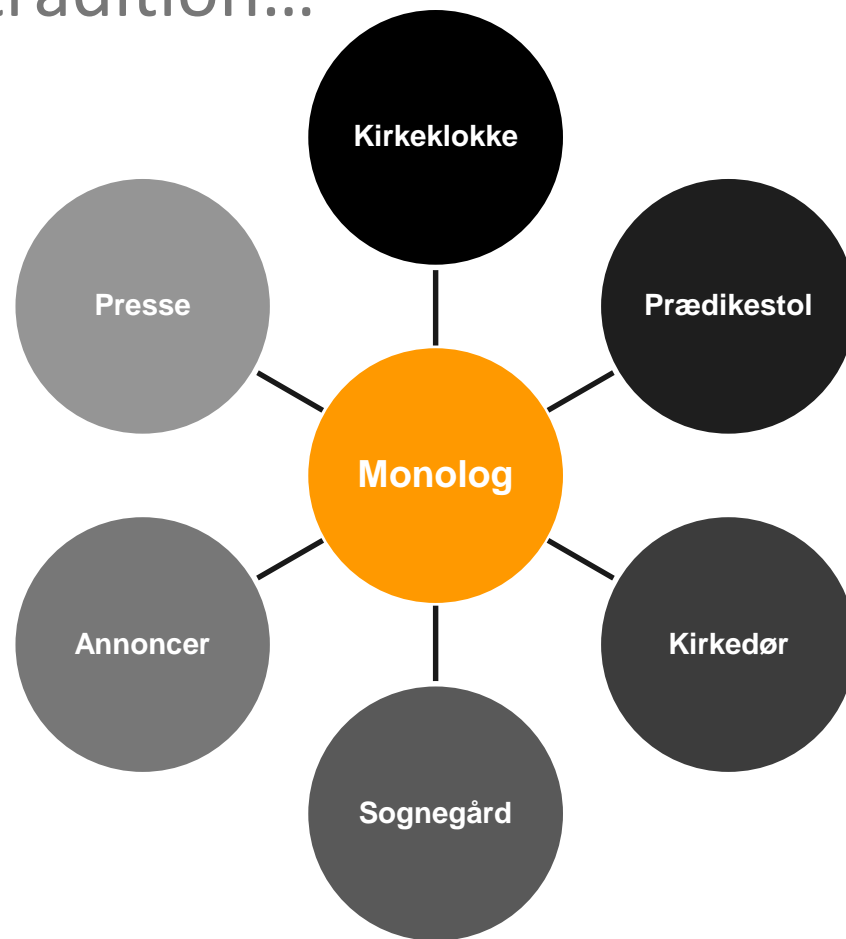 tradition…
Kirkeklokke
Presse
Prædikestol
Monolog
Annoncer
Kirkedør
Sognegård